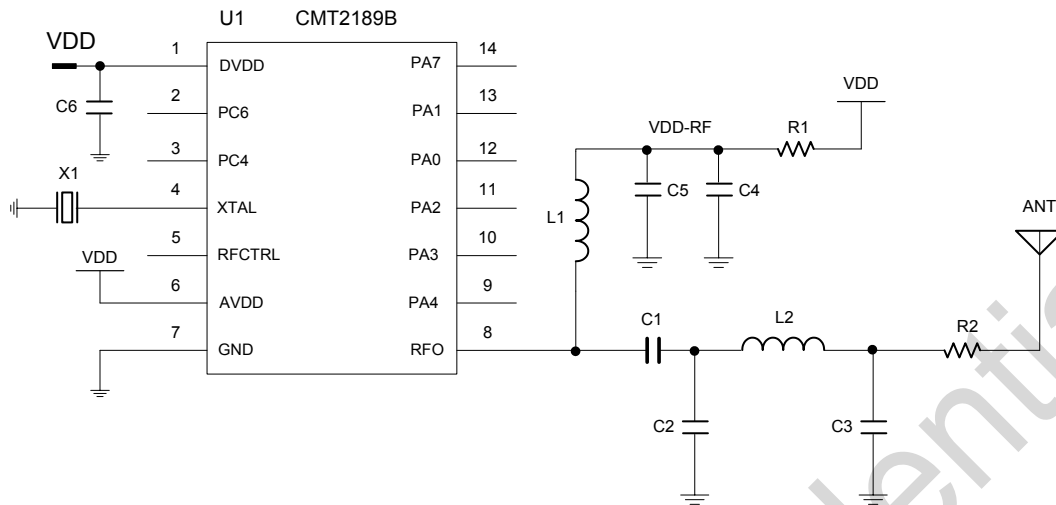 U1 CMT2189B
VDD
1 DVDD PA7 14
C6
2 PC6 PA1 13
3 PC4 PA0 12
X1
4 XTAL PA2 11
5 RFCTRL PA3 10
VDD
6 AVDD PA4 9
7 GND RFO 8
VDD
VDD-RF R1
C5 C4
L1
ANT
C1 L2 R2
C2 C3